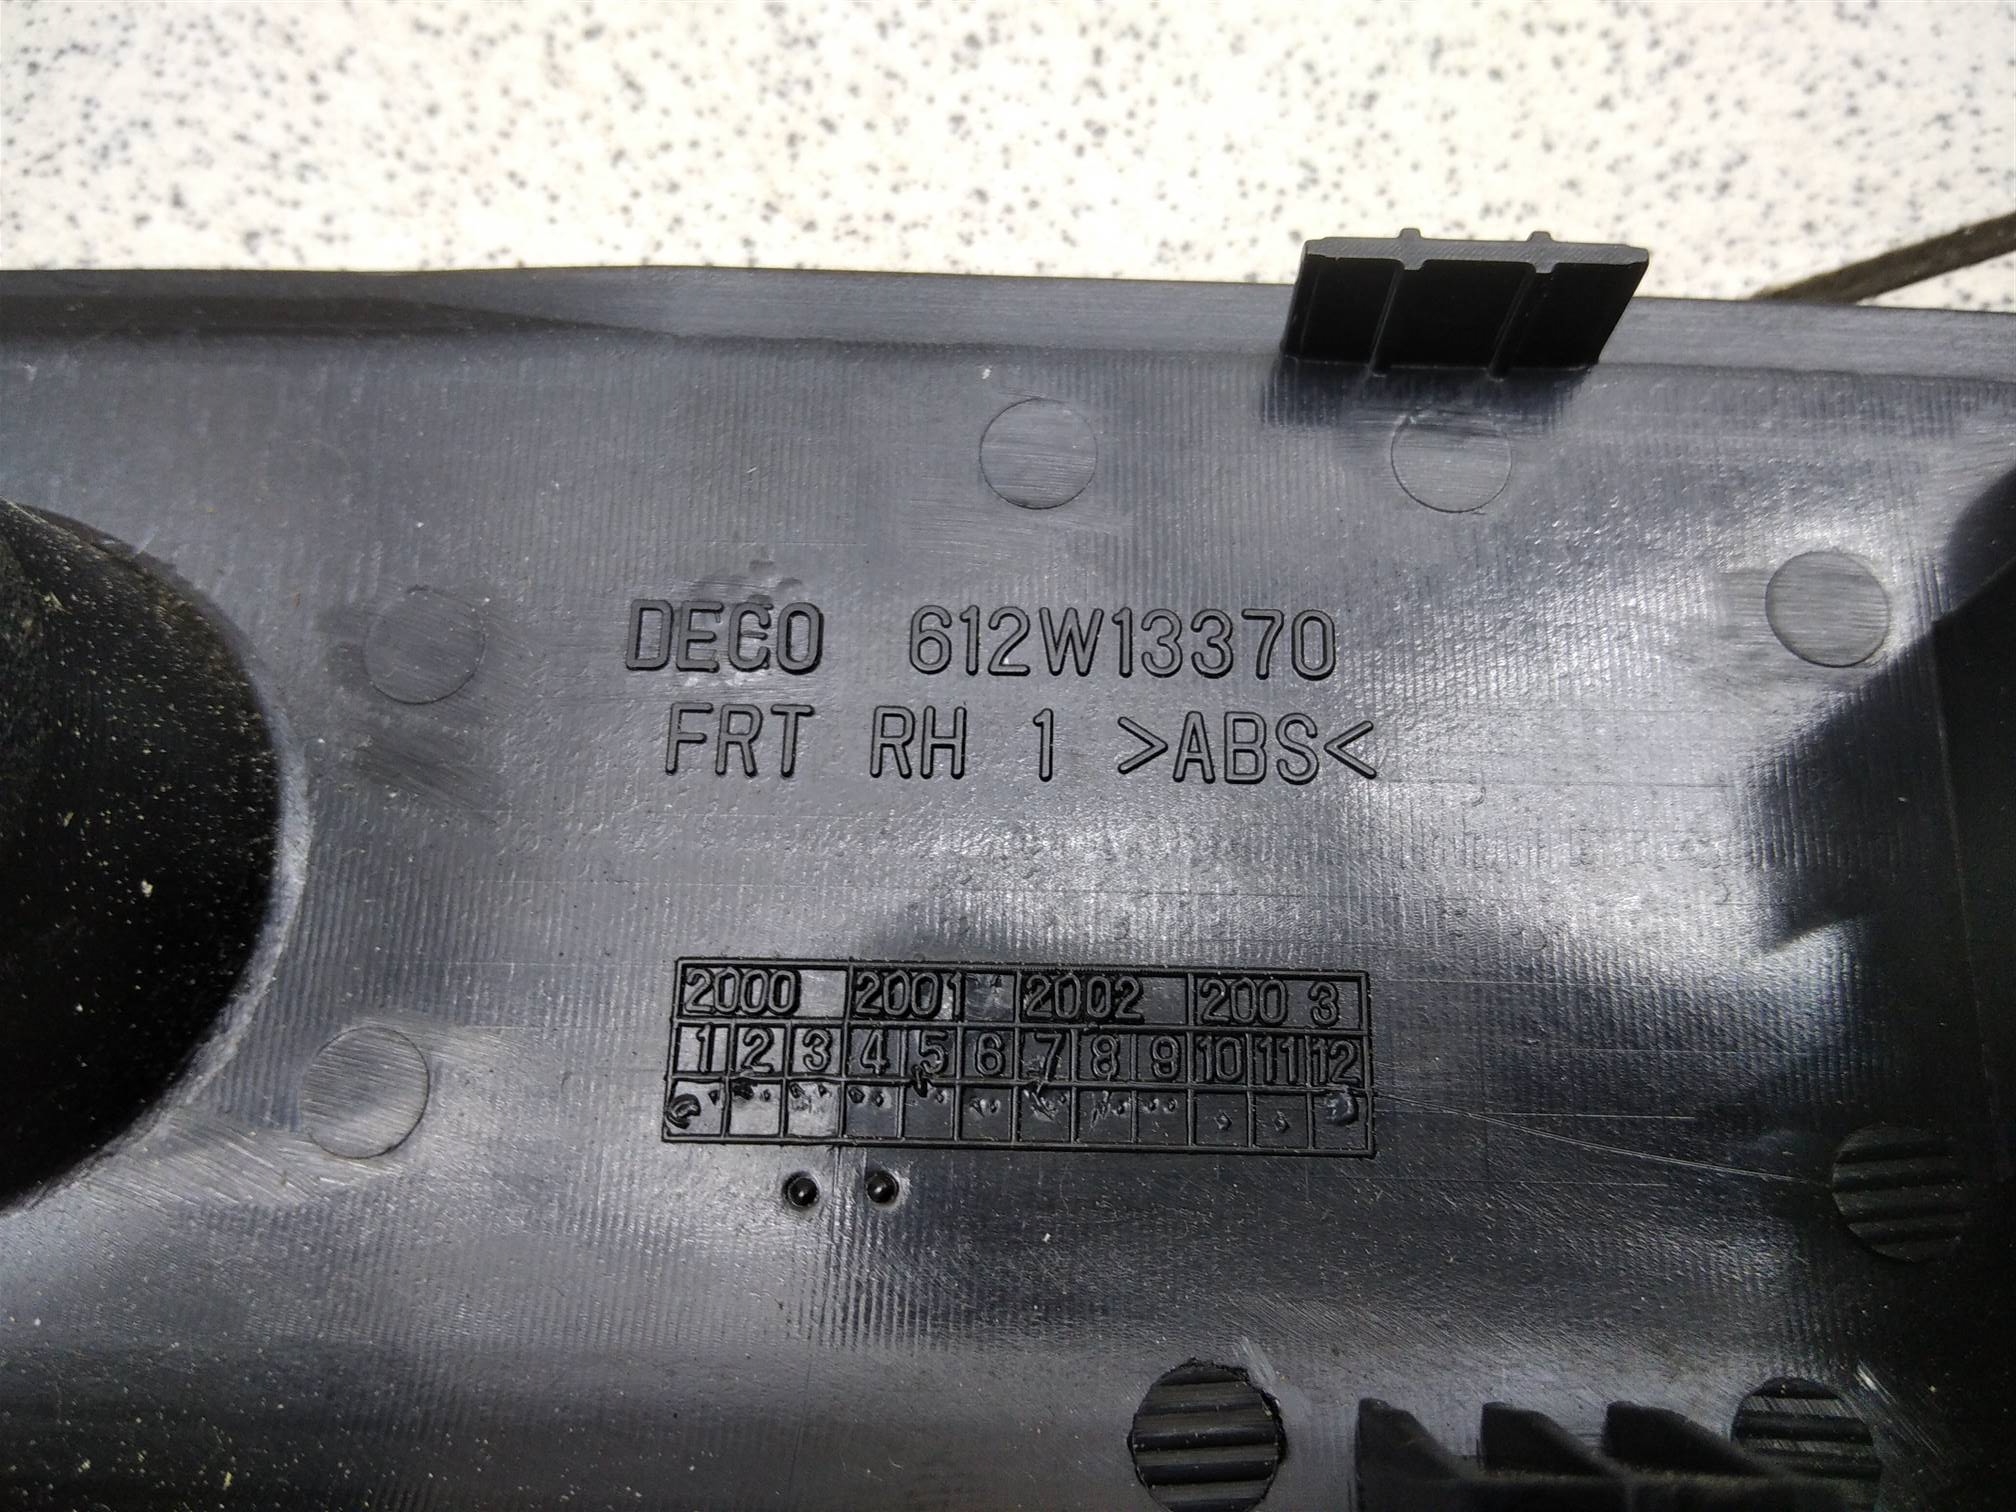 DECO 612W13370
FRT RH 1 >ABS<
2000 2001 2002 2003
1 2 3 4 5 6 7 8 9 10 11 12